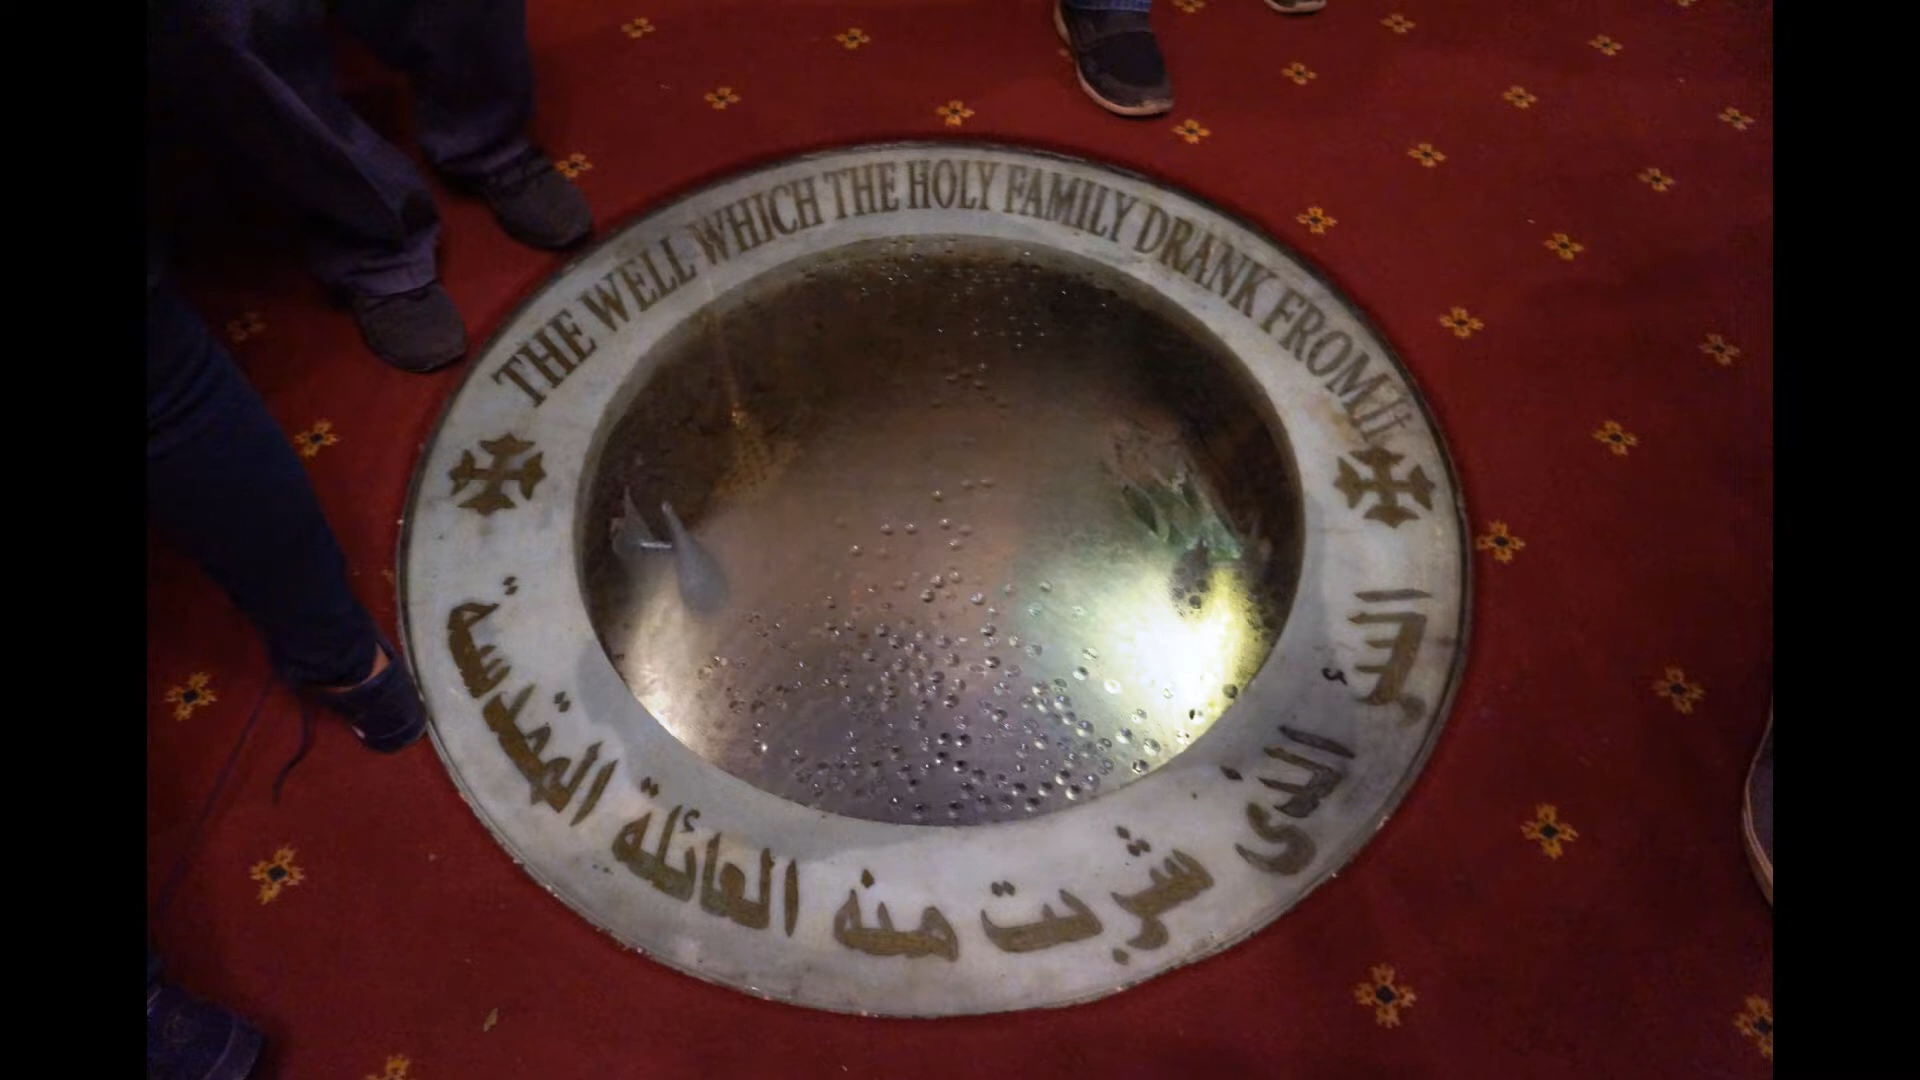 THE WELL WHICH THE HOLY FAMILY DRANK FROM it
البئر الذى شربت منه العائلة المقدسة